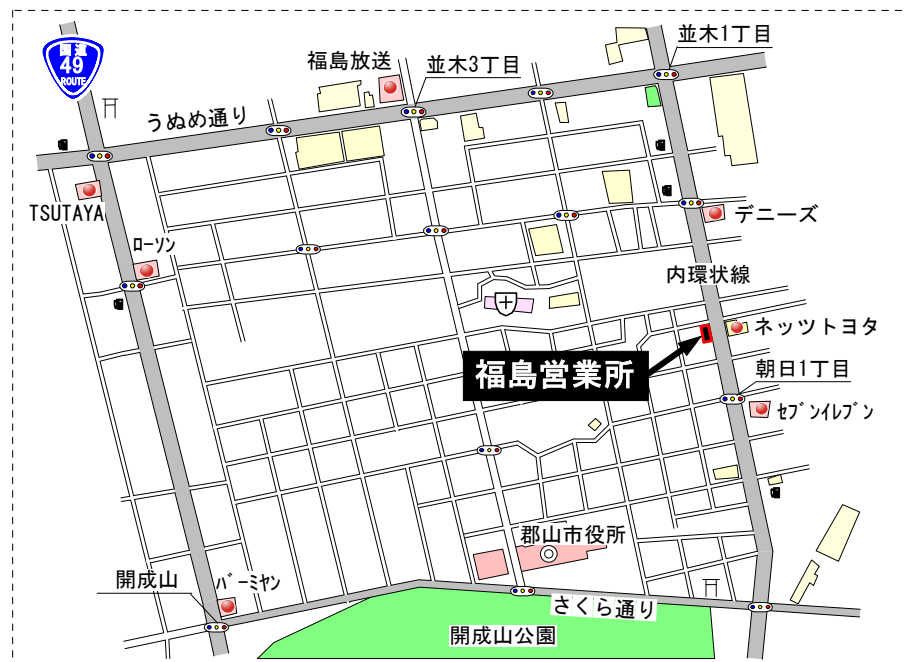 国道
49
ROUTE
並木1丁目
福島放送
並木3丁目
うぬめ通り
TSUTAYA
デニーズ
ローソン
内環状線
ネッツトヨタ
福島営業所
朝日1丁目
セブンイレブン
郡山市役所
開成山
バーミヤン
さくら通り
開成山公園